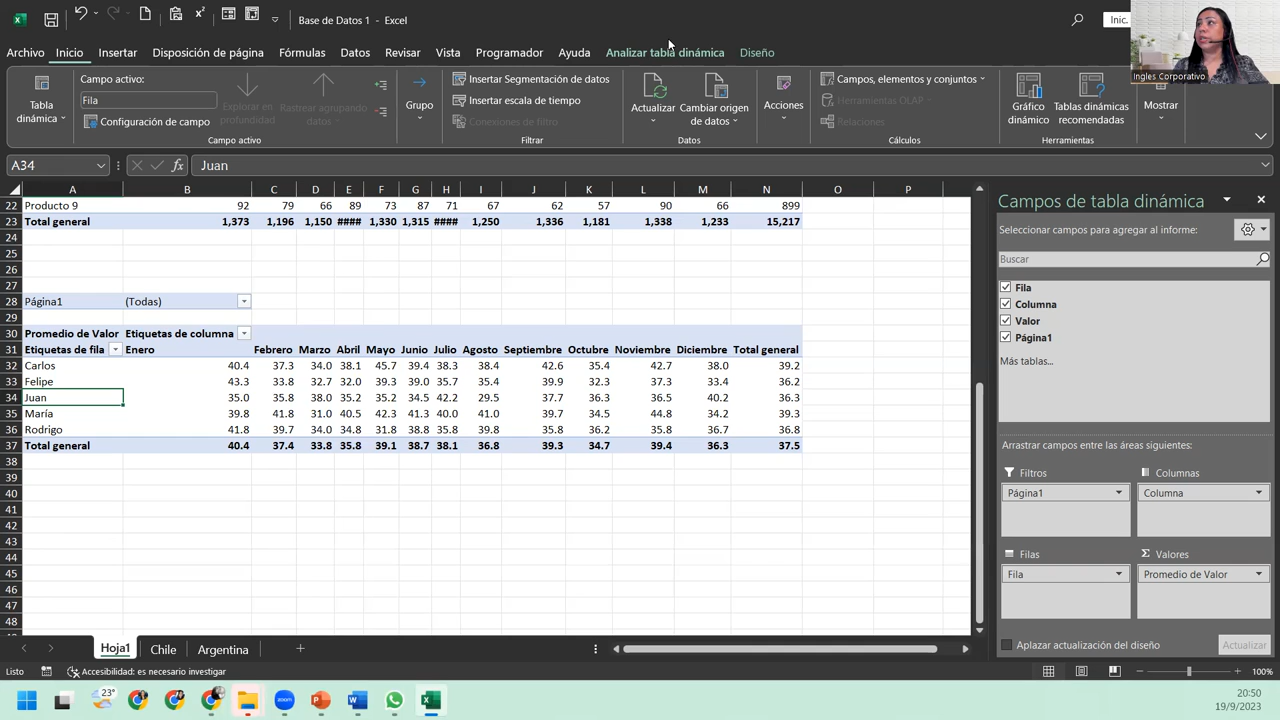 Base de Datos 1 - Excel
Inic.
Ingles Corporativo
Archivo Inicio Insertar Disposición de página Fórmulas Datos Revisar Vista Programador Ayuda Analizar tabla dinámica Diseño
Tabla dinámica
Campo activo:
Fila
Configuración de campo
Explorar en profundidad
Rastrear agrupando datos
Campo activo
Grupo
Insertar Segmentación de datos
Insertar escala de tiempo
Conexiones de filtro
Filtrar
Actualizar
Cambiar origen de datos
Datos
Acciones
Campos, elementos y conjuntos
Herramientas OLAP
Relaciones
Cálculos
Gráfico dinámico
Tablas dinámicas recomendadas
Herramientas
Mostrar
A34 fx Juan
A B C D E F G H I J K L M N O P
22 Producto 9 92 79 66 89 73 87 71 67 62 57 90 66 899
23 Total general 1,373 1,196 1,150 #### 1,330 1,315 #### 1,250 1,336 1,181 1,338 1,233 15,217
24
25
26
27
28 Página1 (Todas)
29
30 Promedio de Valor Etiquetas de columna
31 Etiquetas de fila Enero Febrero Marzo Abril Mayo Junio Julio Agosto Septiembre Octubre Noviembre Diciembre Total general
32 Carlos 40.4 37.3 34.0 38.1 45.7 39.4 38.3 38.4 42.6 35.4 42.9 38.0 39.2
33 Felipe 43.3 33.8 32.7 32.0 39.3 39.0 35.7 35.4 39.9 32.3 37.3 33.4 36.2
34 Juan 35.0 35.8 38.0 35.2 35.2 34.5 42.2 29.5 37.7 36.3 36.5 40.2 36.3
35 María 39.8 41.8 31.0 40.5 42.3 41.3 40.0 41.0 39.7 34.5 44.8 34.2 39.3
36 Rodrigo 41.8 39.7 34.0 34.8 31.8 38.8 35.8 39.8 35.8 36.2 35.8 36.7 36.8
37 Total general 40.4 37.4 33.8 35.8 39.1 38.7 38.1 36.8 39.3 34.7 39.4 36.3 37.5
38
39
40
41
42
43
44
45
46
47
48
Campos de tabla dinámica
Seleccionar campos para agregar al informe:
Buscar
Fila
Columna
Valor
Página1
Más tablas...
Arrastrar campos entre las áreas siguientes:
Filtros Columnas
Página1 Columna
Filas Σ Valores
Fila Promedio de Valor
Aplazar actualización del diseño Actualizar
Hoja1 Chile Argentina
Listo Accesibilidad: es necesario investigar 100%
23°
zoom
20:50
19/9/2023